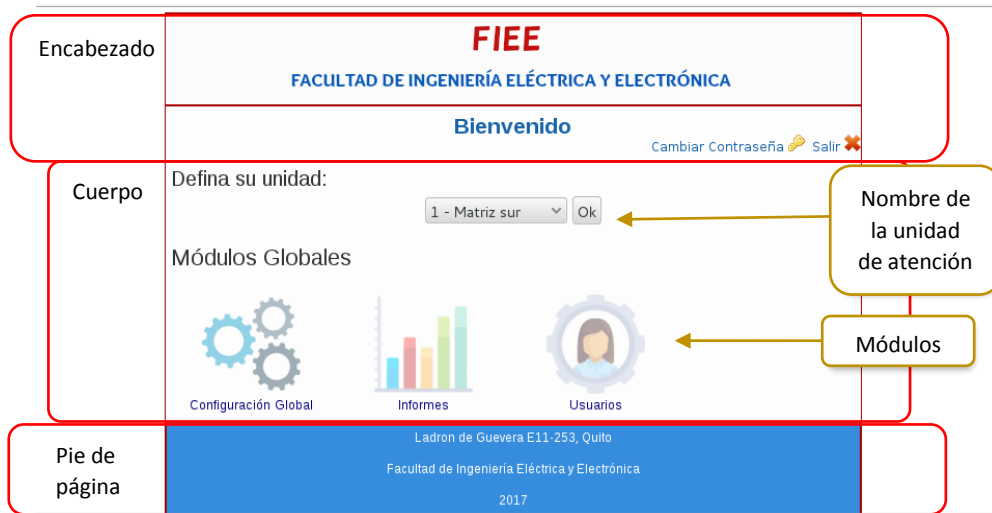 Encabezado
FIEE
FACULTAD DE INGENIERÍA ELÉCTRICA Y ELECTRÓNICA
Bienvenido
Cambiar Contraseña Salir
Cuerpo
Defina su unidad:
1 - Matriz sur Ok
Nombre de
la unidad
de atención
Módulos Globales
Módulos
Configuración Global Informes Usuarios
Pie de
página
Ladron de Guevera E11-253, Quito
Facultad de Ingeniería Eléctrica y Electrónica
2017